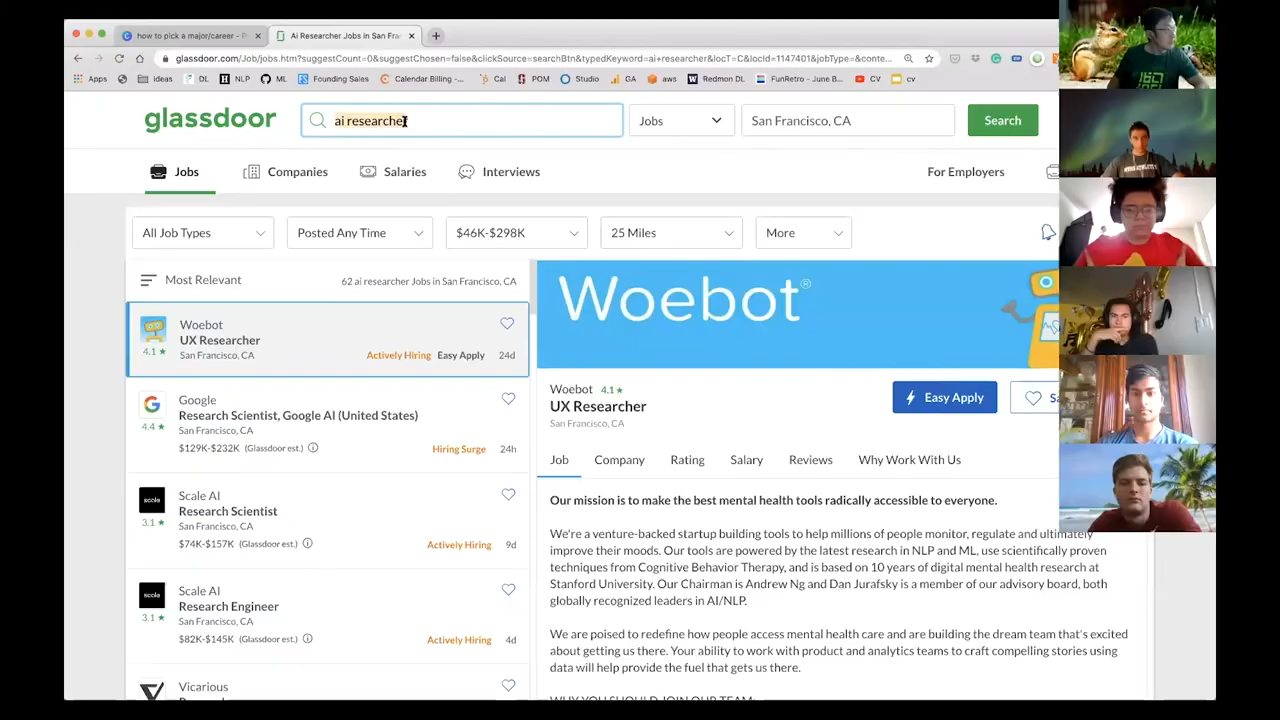 how to pick a major/career -
Ai Researcher Jobs in San Fra
glassdoor.com/Job/jobs.htm?suggestCount=0&suggestChosen=false&clickSource=searchBtn&typedKeyword=ai+researcher&locT=C&locId=1147401&jobType=&conte...
Apps ideas DL NLP ML Founding Sales Calendar Billing -... Cal POM Studio GA aws Redmon DL FunRetro - June B... CV cv
glassdoor
ai researche
Jobs
San Francisco, CA
Search
Jobs Companies Salaries Interviews For Employers
All Job Types Posted Any Time $46K-$298K 25 Miles More
Most Relevant 62 ai researcher Jobs in San Francisco, CA
Woebot
UX Researcher
San Francisco, CA
4.1 ★ Actively Hiring Easy Apply 24d
Google
Research Scientist, Google AI (United States)
San Francisco, CA
4.4 ★
$129K-$232K (Glassdoor est.) Hiring Surge 24h
scale
Scale AI
Research Scientist
San Francisco, CA
3.1 ★
$74K-$157K (Glassdoor est.) Actively Hiring 9d
scale
Scale AI
Research Engineer
San Francisco, CA
3.1 ★
$82K-$145K (Glassdoor est.) Actively Hiring 4d
Vicarious
Woebot®
Woebot 4.1 ★
UX Researcher
San Francisco, CA
Easy Apply
Job Company Rating Salary Reviews Why Work With Us
Our mission is to make the best mental health tools radically accessible to everyone.
We're a venture-backed startup building tools to help millions of people monitor, regulate and ultimately
improve their moods. Our tools are powered by the latest research in NLP and ML, use scientifically proven
techniques from Cognitive Behavior Therapy, and is based on 10 years of digital mental health research at
Stanford University. Our Chairman is Andrew Ng and Dan Jurafsky is a member of our advisory board, both
globally recognized leaders in AI/NLP.
We are poised to redefine how people access mental health care and are building the dream team that's excited
about getting us there. Your ability to work with product and analytics teams to craft compelling stories using
data will help provide the fuel that gets us there.
WHY YOU SHOULD JOIN OUR TEAM: